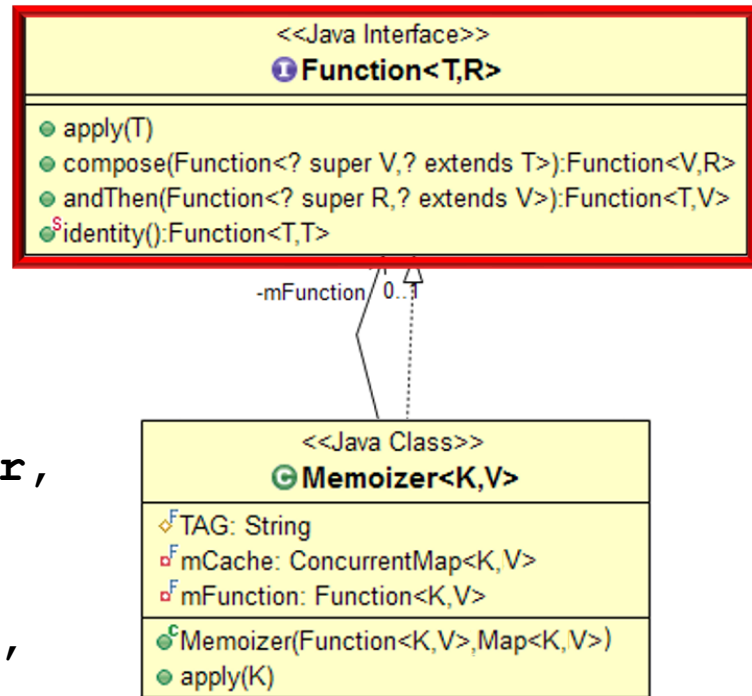 <<Java Interface>>
Function<T,R>
apply(T)
compose(Function<? super V,? extends T>):Function<V,R>
andThen(Function<? super R,? extends V>):Function<T,V>
S identity():Function<T,T>
-mFunction 0..1
r,
,
<<Java Class>>
C Memoizer<K,V>
F TAG: String
F mCache: ConcurrentMap<K,V>
F mFunction: Function<K,V>
C Memoizer(Function<K,V>,Map<K,V>)
apply(K)